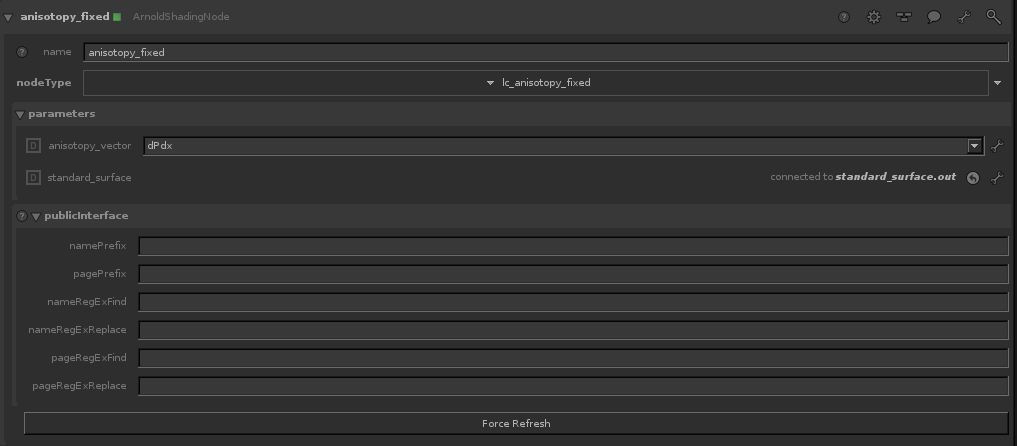 anisotopy_fixed ArnoldShadingNode
name anisotopy_fixed
nodeType lc_anisotopy_fixed
parameters
D anisotopy_vector dPdx
D standard_surface connected to standard_surface.out
publicInterface
namePrefix
pagePrefix
nameRegExFind
nameRegExReplace
pageRegExFind
pageRegExReplace
Force Refresh